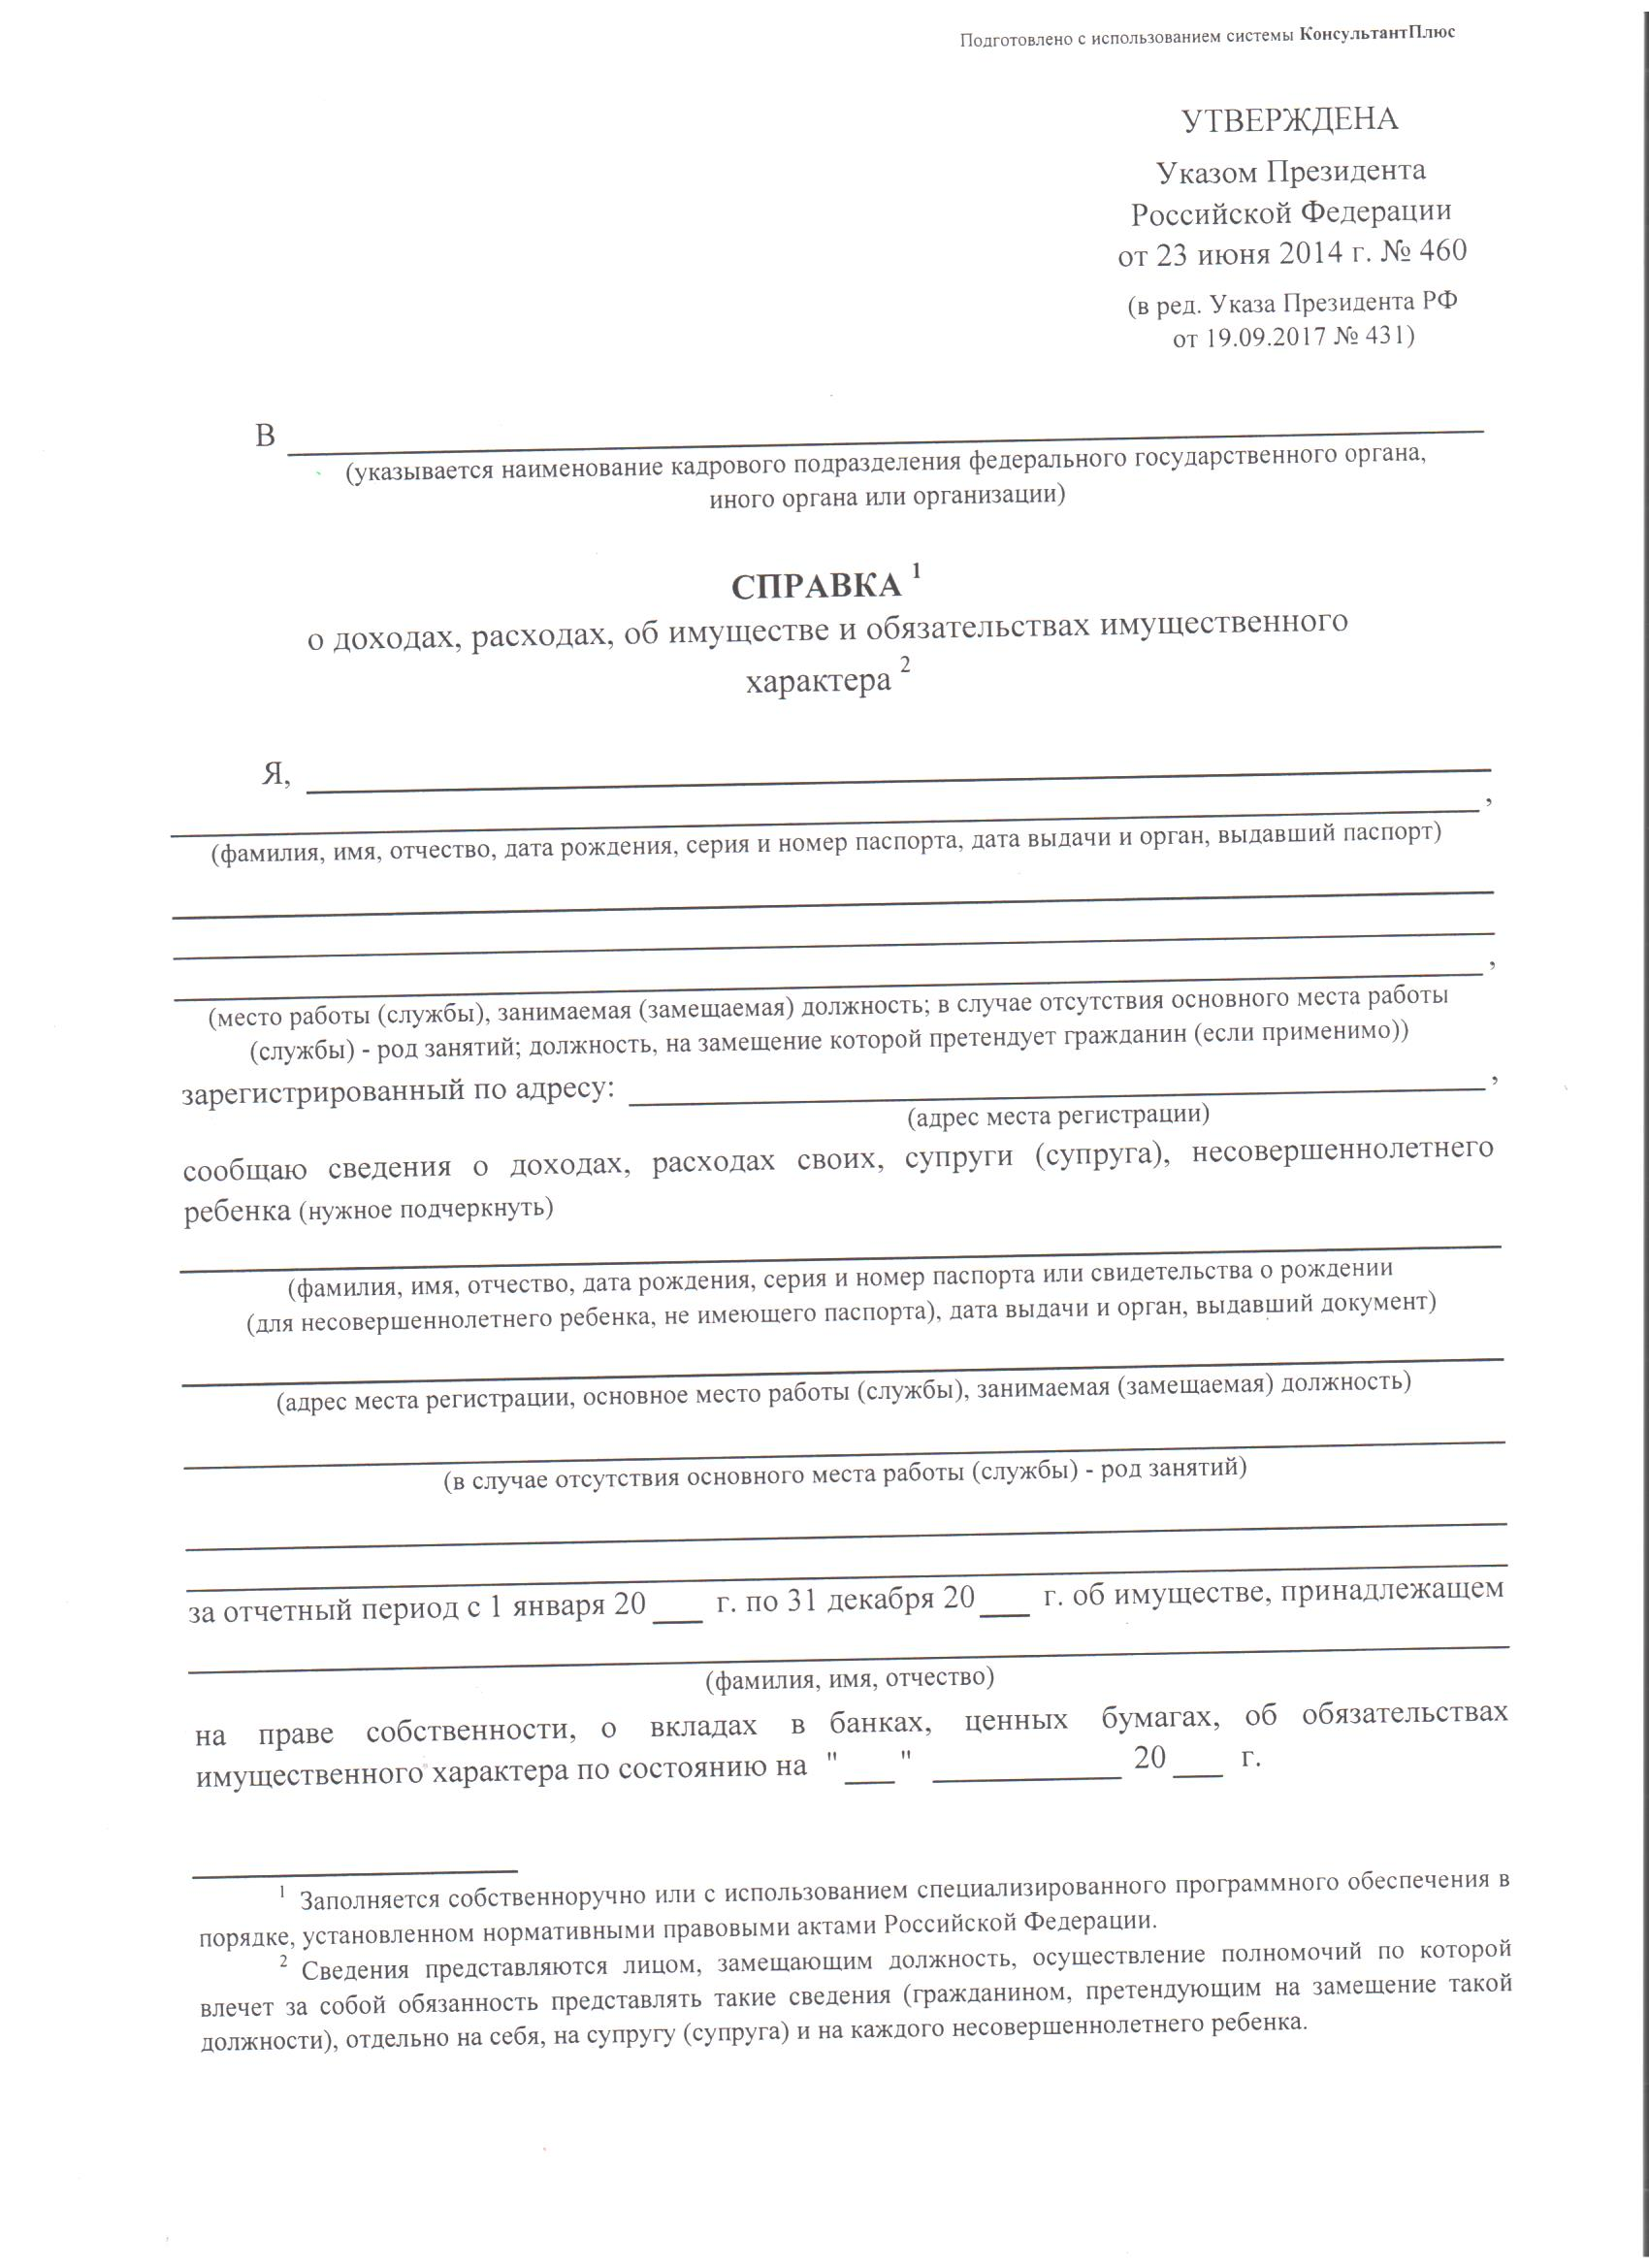 Подготовлено с использованием системы КонсультантПлюс
УТВЕРЖДЕНА
Указом Президента
Российской Федерации
от 23 июня 2014 г. № 460
(в ред. Указа Президента РФ
от 19.09.2017 № 431)
В
(указывается наименование кадрового подразделения федерального государственного органа,
иного органа или организации)
СПРАВКА 1
о доходах, расходах, об имуществе и обязательствах имущественного
характера 2
Я,
,
(фамилия, имя, отчество, дата рождения, серия и номер паспорта, дата выдачи и орган, выдавший паспорт)
,
(место работы (службы), занимаемая (замещаемая) должность; в случае отсутствия основного места работы
(службы) - род занятий; должность, на замещение которой претендует гражданин (если применимо))
зарегистрированный по адресу: ,
(адрес места регистрации)
сообщаю сведения о доходах, расходах своих, супруги (супруга), несовершеннолетнего
ребенка (нужное подчеркнуть)
(фамилия, имя, отчество, дата рождения, серия и номер паспорта или свидетельства о рождении
(для несовершеннолетнего ребенка, не имеющего паспорта), дата выдачи и орган, выдавший документ)
(адрес места регистрации, основное место работы (службы), занимаемая (замещаемая) должность)
(в случае отсутствия основного места работы (службы) - род занятий)
за отчетный период с 1 января 20___ г. по 31 декабря 20___ г. об имуществе, принадлежащем
(фамилия, имя, отчество)
на праве собственности, о вкладах в банках, ценных бумагах, об обязательствах
имущественного характера по состоянию на "___" ___________ 20___ г.
1 Заполняется собственноручно или с использованием специализированного программного обеспечения в
порядке, установленном нормативными правовыми актами Российской Федерации.
2 Сведения представляются лицом, замещающим должность, осуществление полномочий по которой
влечет за собой обязанность представлять такие сведения (гражданином, претендующим на замещение такой
должности), отдельно на себя, на супругу (супруга) и на каждого несовершеннолетнего ребенка.